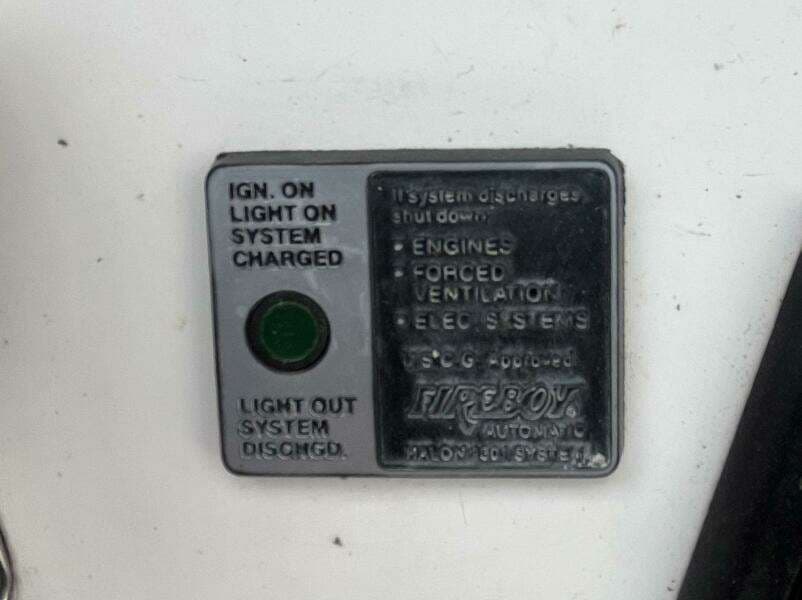 IGN. ON
LIGHT ON
SYSTEM
CHARGED
LIGHT OUT
SYSTEM
DISCHGD.
If system discharges,
shut down:
• ENGINES
• FORCED
VENTILATION
• ELEC. SYSTEMS
U.S.C.G. Approved
FIREBOY®
AUTOMATIC
HALON 1301 SYSTEM